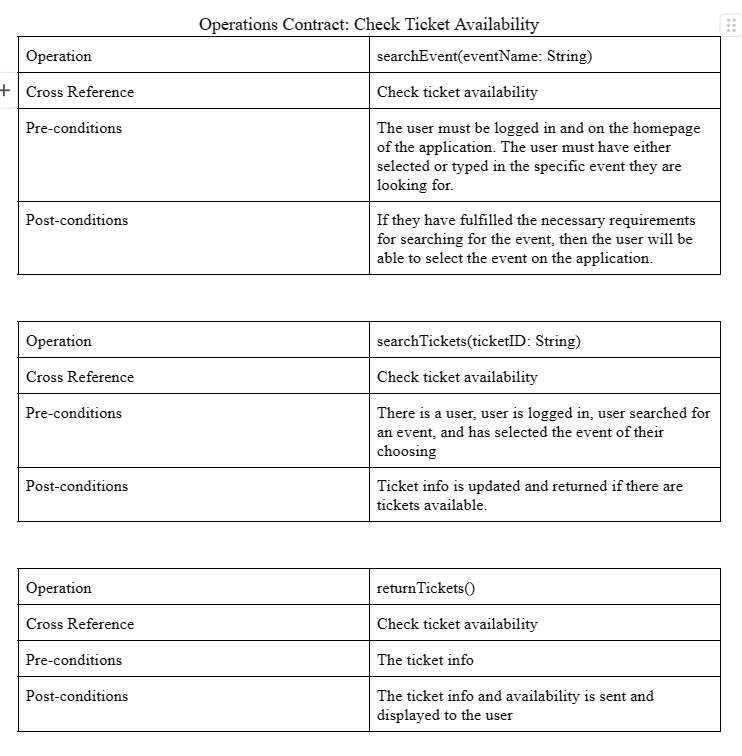 Operations Contract: Check Ticket Availability
Operation
searchEvent(eventName: String)
Cross Reference
Check ticket availability
Pre-conditions
The user must be logged in and on the homepage
of the application. The user must have either
selected or typed in the specific event they are
looking for.
Post-conditions
If they have fulfilled the necessary requirements
for searching for the event, then the user will be
able to select the event on the application.
Operation
searchTickets(ticketID: String)
Cross Reference
Check ticket availability
Pre-conditions
There is a user, user is logged in, user searched for
an event, and has selected the event of their
choosing
Post-conditions
Ticket info is updated and returned if there are
tickets available.
Operation
returnTickets()
Cross Reference
Check ticket availability
Pre-conditions
The ticket info
Post-conditions
The ticket info and availability is sent and
displayed to the user